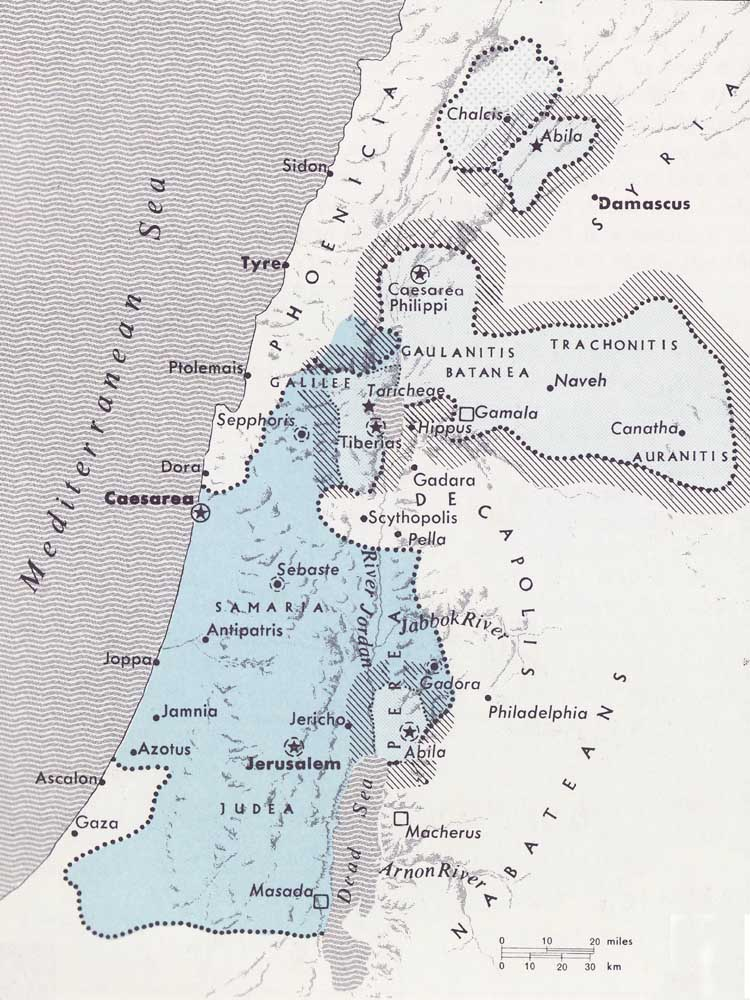 Mediterranean Sea
PHOENICIA
SYRIA
Chalcis
Abila
Sidon
Damascus
Tyre
Caesarea
Philippi
GAULANITIS
TRACHONITIS
BATANEA
Ptolemais
GALILEE
Taricheae
Naveh
Gamala
Sepphoris
Hippus
Canatha
Tiberias
AURANITIS
Dora
Gadara
Caesarea
DECAPOLIS
Scythopolis
Pella
River Jordan
Sebaste
SAMARIA
Jabbok River
Antipatris
PEREA
Joppa
Gadora
Jamnia
Jericho
Philadelphia
Azotus
Abila
Jerusalem
Ascalon
NABATEANS
Dead Sea
JUDEA
Gaza
Macherus
Arnon River
Masada
0 10 20 miles
0 10 20 30 km